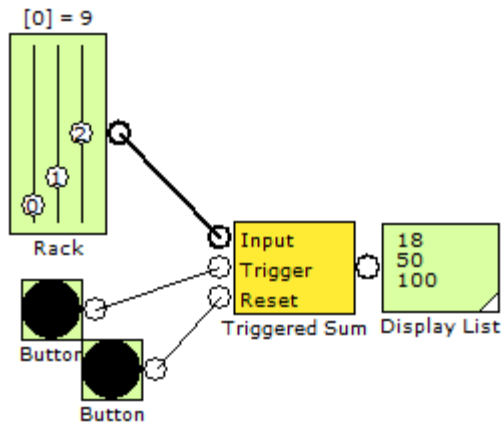 [0] = 9
2
1
0
Rack
Input
Trigger
Reset
Triggered Sum
18
50
100
Display List
Button
Button